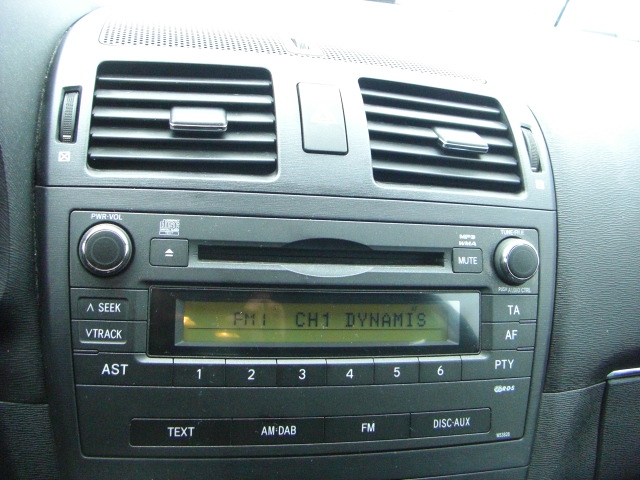 PWR·VOL
MP3
WMA
MUTE
∧ SEEK
∨TRACK
FM1 CH1 DYNAMIS
TA
AF
AST
1 2 3 4 5 6
PTY
TEXT
AM·DAB
FM
DISC·AUX